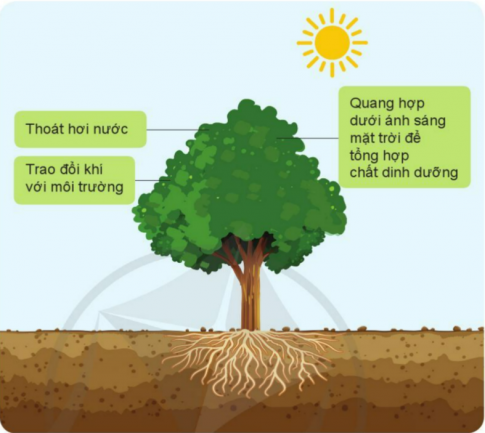 Thoát hơi nước
Trao đổi khí
với môi trường
Quang hợp
dưới ánh sáng
mặt trời để
tổng hợp
chất dinh dưỡng